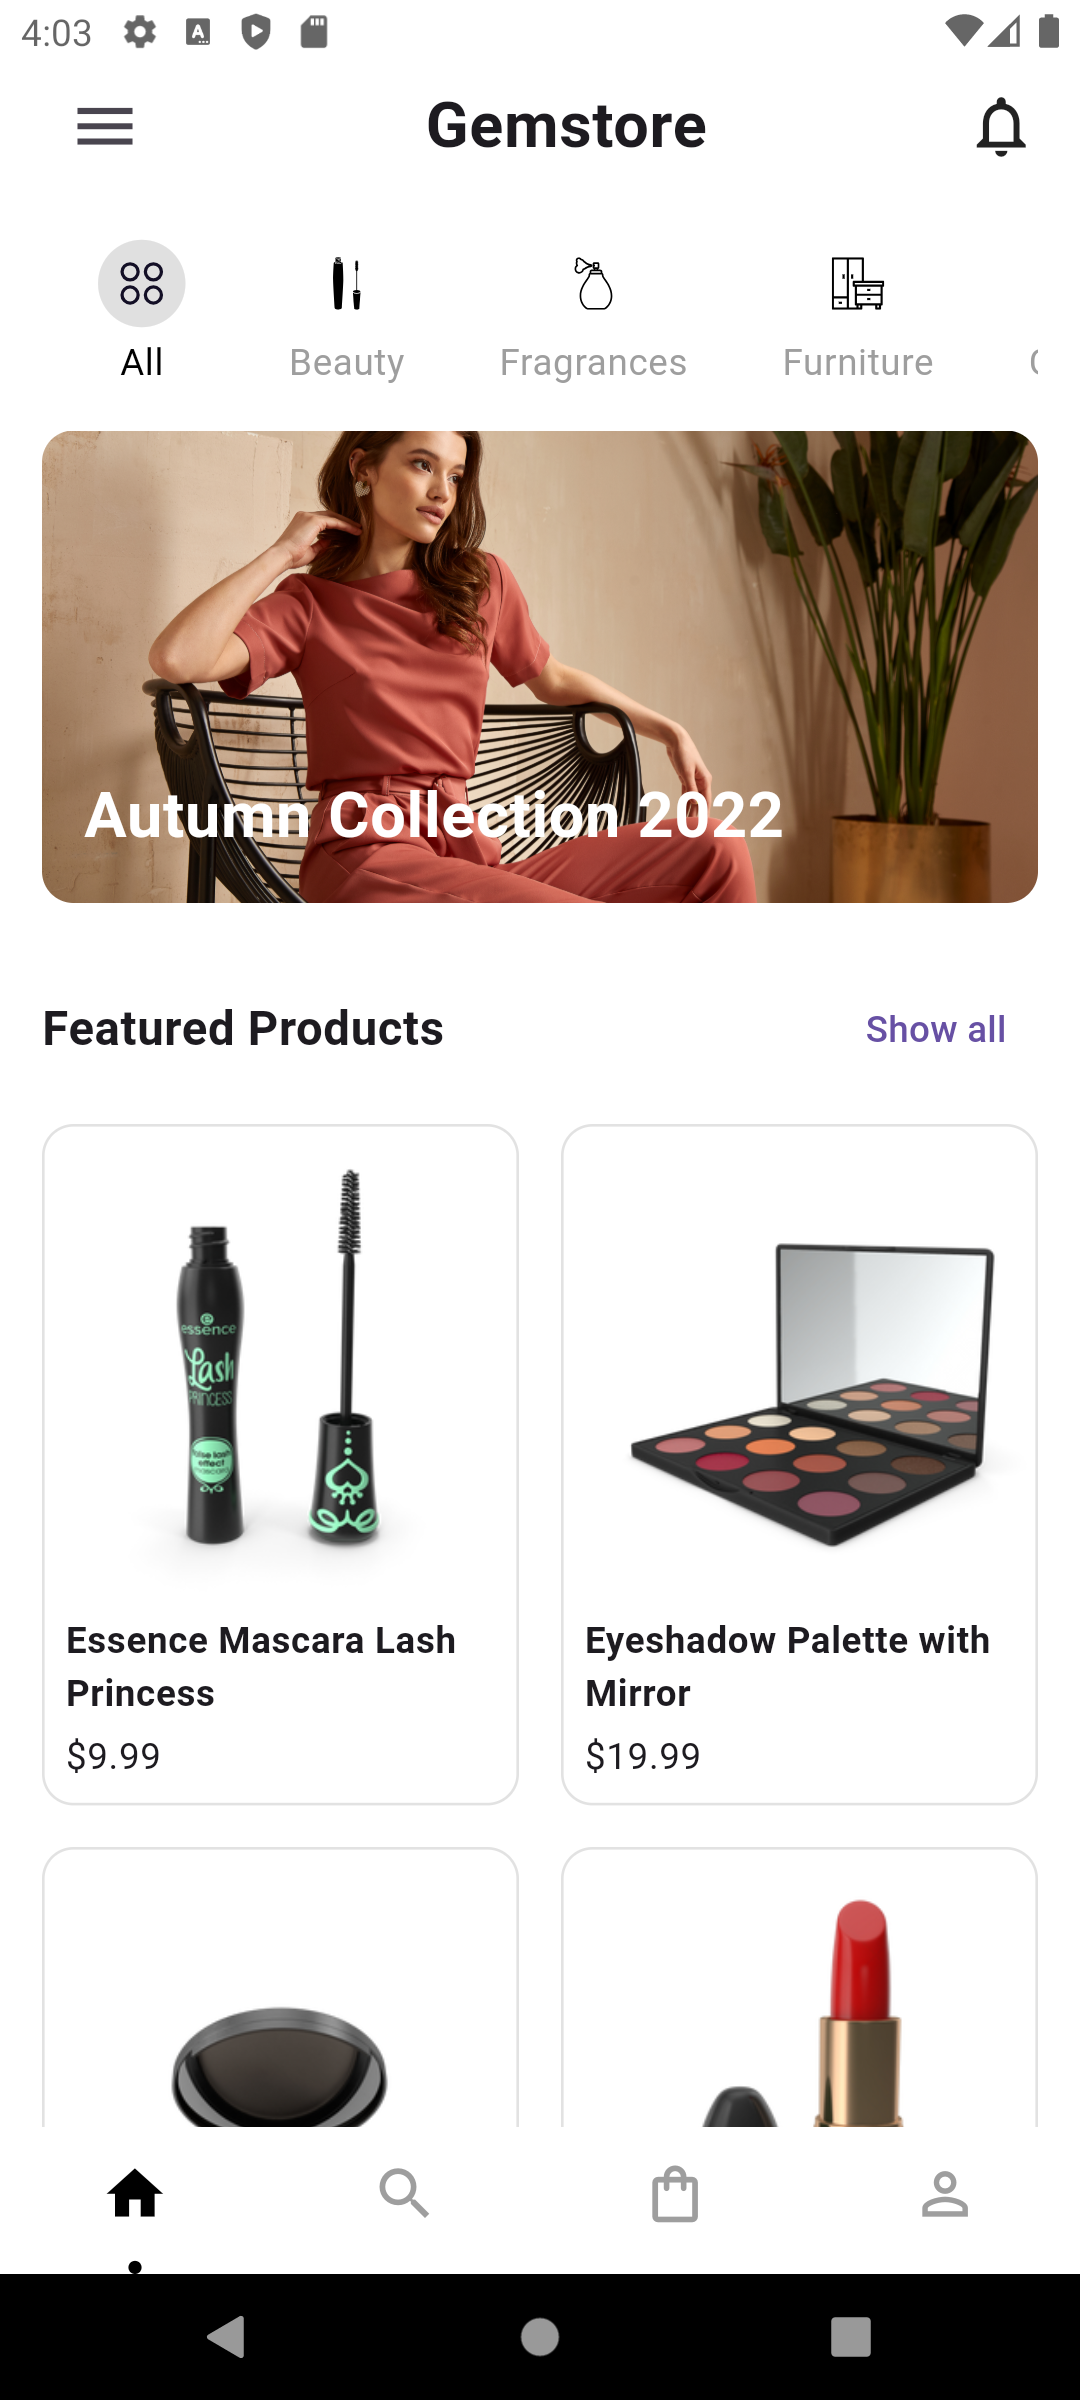 4:03
Gemstore
All
Beauty
Fragrances
Furniture
Autumn Collection 2022
Featured Products
Show all
essence
Lash
PRINCESS
false lash
effect
mascara
Essence Mascara Lash
Princess
$9.99
Eyeshadow Palette with
Mirror
$19.99